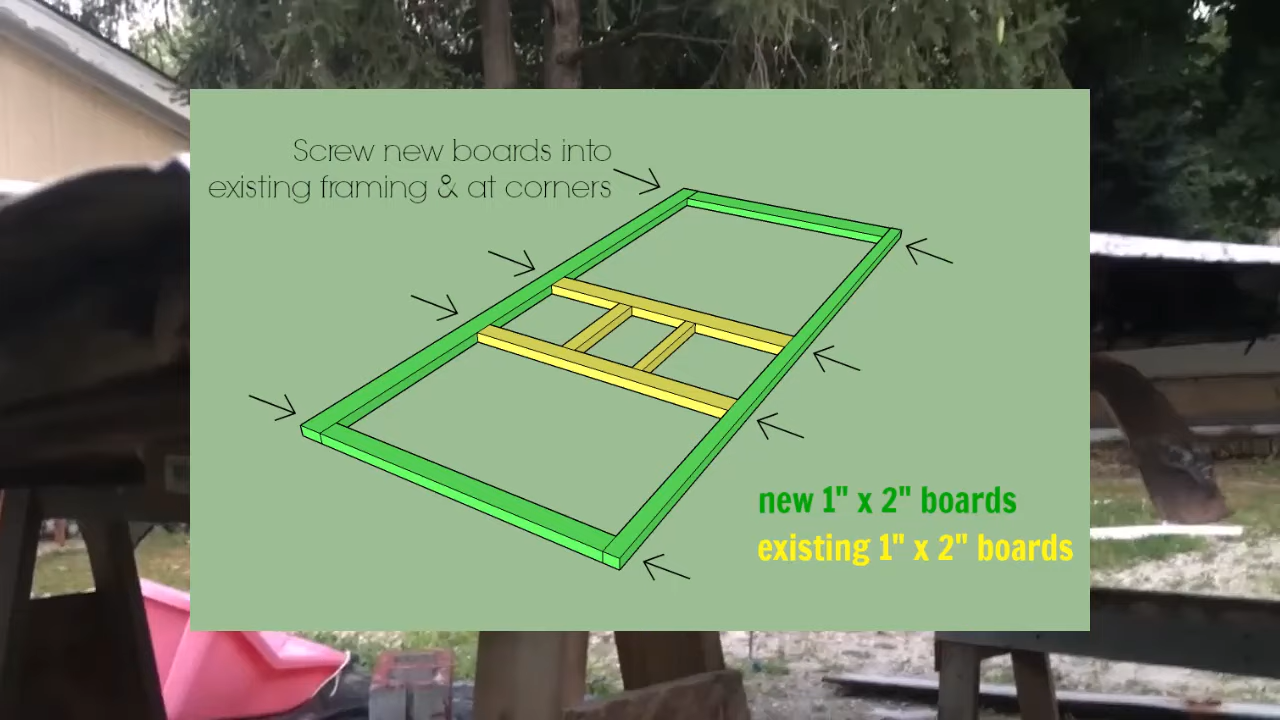 Screw new boards into
existing framing & at corners
new 1" x 2" boards
existing 1" x 2" boards